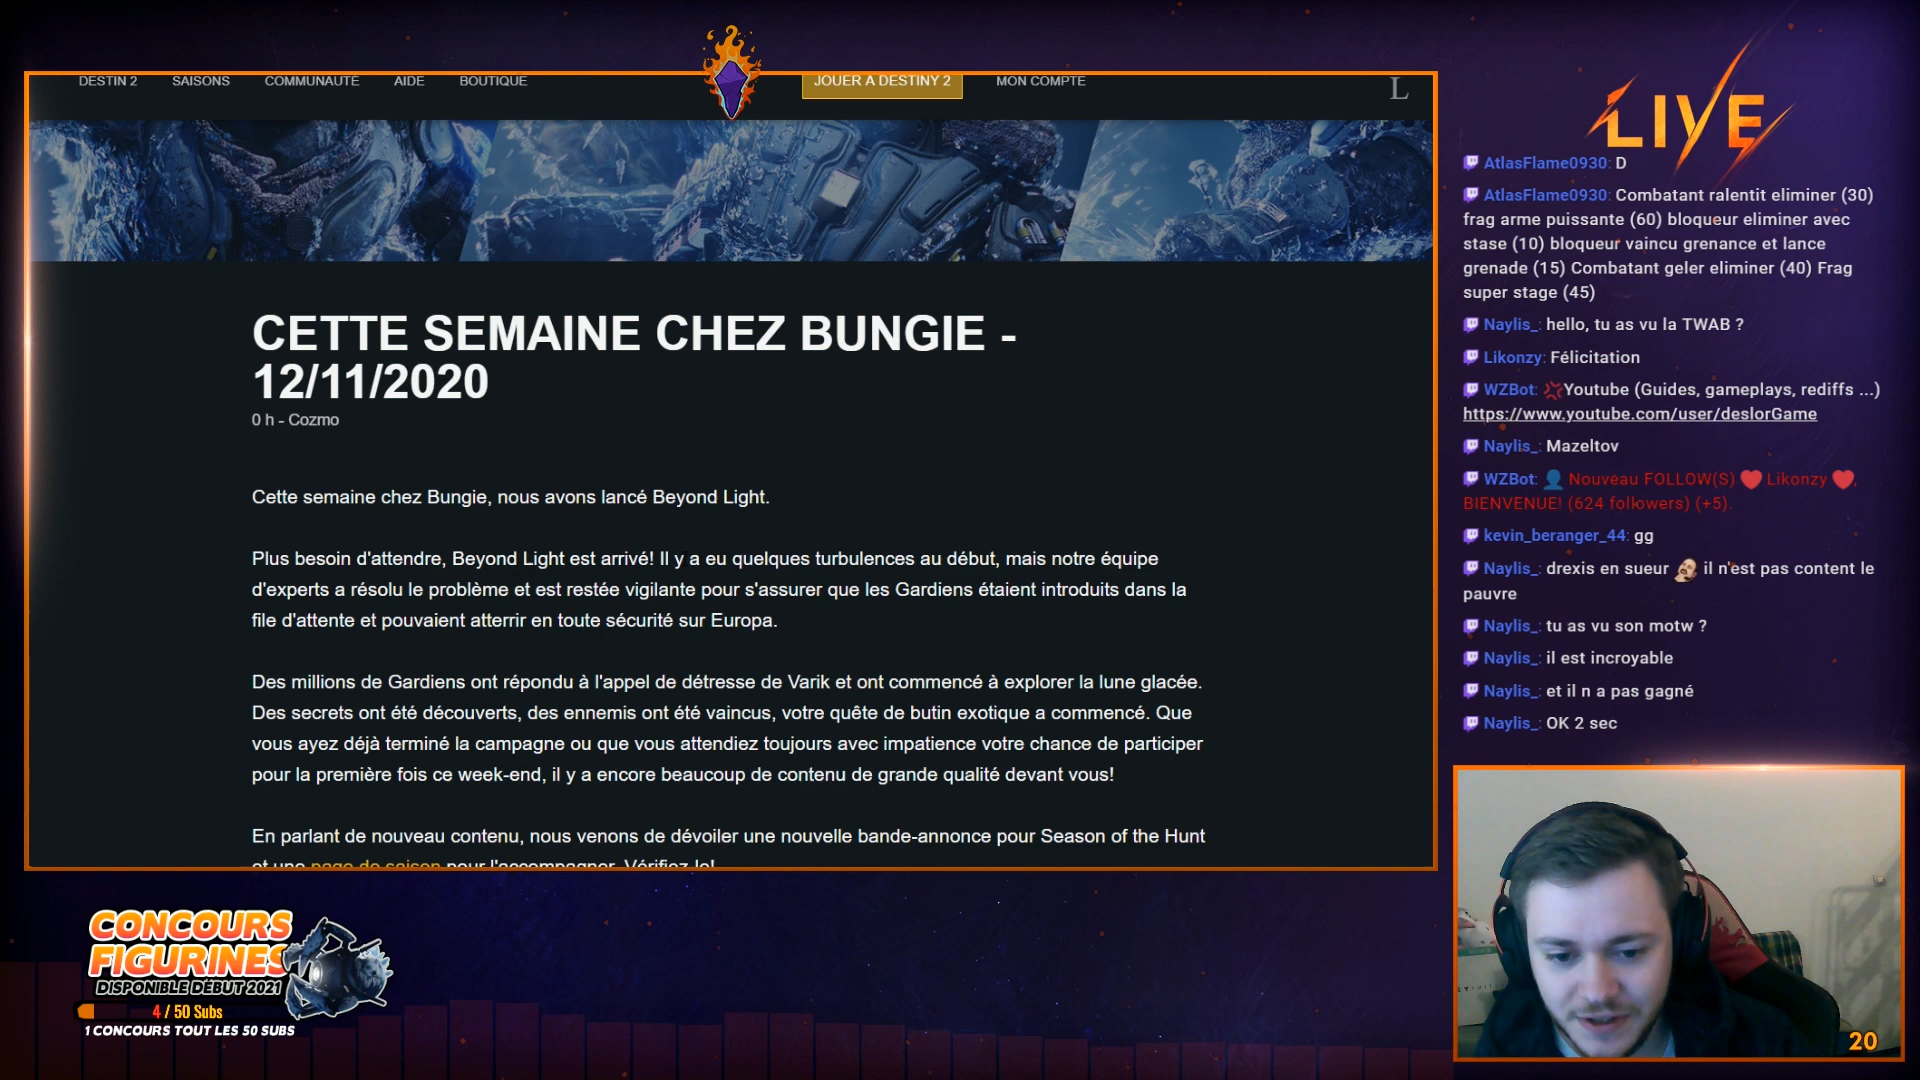 DESTIN 2 SAISONS COMMUNAUTÉ AIDE BOUTIQUE JOUER À DESTINY 2 MON COMPTE L
CETTE SEMAINE CHEZ BUNGIE -
12/11/2020
0 h - Cozmo
Cette semaine chez Bungie, nous avons lancé Beyond Light.
Plus besoin d'attendre, Beyond Light est arrivé! Il y a eu quelques turbulences au début, mais notre équipe
d'experts a résolu le problème et est restée vigilante pour s'assurer que les Gardiens étaient introduits dans la
file d'attente et pouvaient atterrir en toute sécurité sur Europa.
Des millions de Gardiens ont répondu à l'appel de détresse de Varik et ont commencé à explorer la lune glacée.
Des secrets ont été découverts, des ennemis ont été vaincus, votre quête de butin exotique a commencé. Que
vous ayez déjà terminé la campagne ou que vous attendiez toujours avec impatience votre chance de participer
pour la première fois ce week-end, il y a encore beaucoup de contenu de grande qualité devant vous!
En parlant de nouveau contenu, nous venons de dévoiler une nouvelle bande-annonce pour Season of the Hunt
et une page de saison pour l'accompagner. Vérifiez-le!
LIVE
AtlasFlame0930: D
AtlasFlame0930: Combatant ralentit eliminer (30)
frag arme puissante (60) bloqueur eliminer avec
stase (10) bloqueur vaincu grenance et lance
grenade (15) Combatant geler eliminer (40) Frag
super stage (45)
Naylis_: hello, tu as vu la TWAB ?
Likonzy: Félicitation
WZBot: Youtube (Guides, gameplays, rediffs ...)
https://www.youtube.com/user/deslorGame
Naylis_: Mazeltov
WZBot: Nouveau FOLLOW(S) Likonzy ,
BIENVENUE! (624 followers) (+5).
kevin_beranger_44: gg
Naylis_: drexis en sueur il n'est pas content le
pauvre
Naylis_: tu as vu son motw ?
Naylis_: il est incroyable
Naylis_: et il n a pas gagné
Naylis_: OK 2 sec
20
CONCOURS
FIGURINES
DISPONIBLE DÉBUT 2021
4 / 50 Subs
1 CONCOURS TOUT LES 50 SUBS